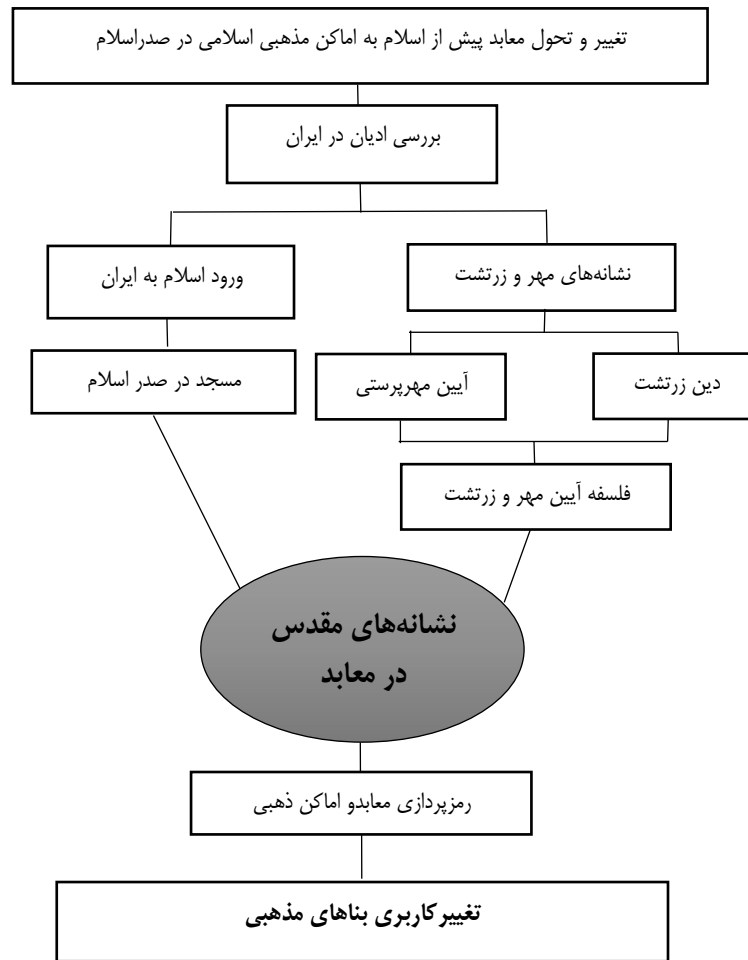 تغییر و تحول معابد پیش از اسلام به اماکن مذهبی اسلامی در صدراسلام
بررسی ادیان در ایران
نشانه‌های مهر و زرتشت
ورود اسلام به ایران
دین زرتشت
آیین مهرپرستی
مسجد در صدر اسلام
فلسفه آیین مهر و زرتشت
نشانه‌های مقدس
در معابد
رمزپردازی معابدو اماکن ذهبی
تغییرکاربری بناهای مذهبی